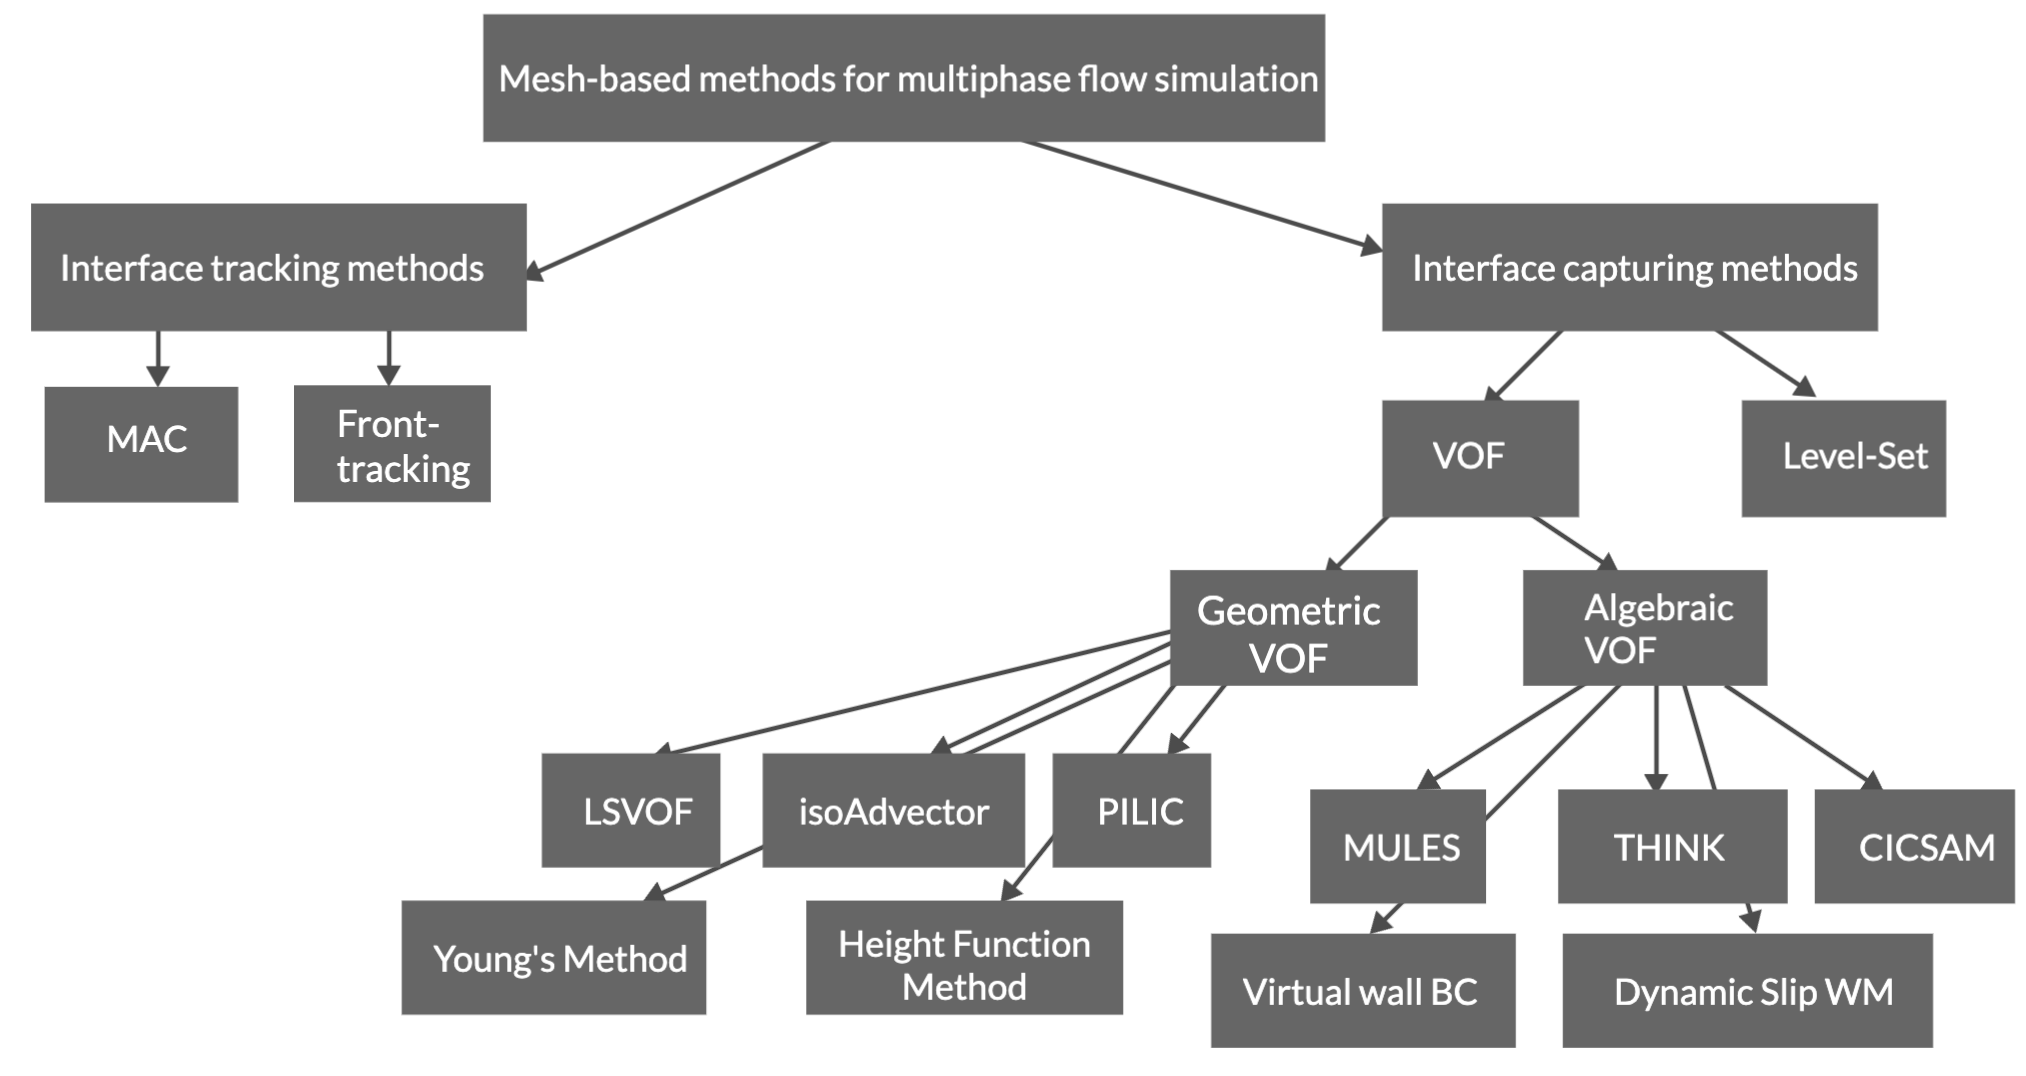 Mesh-based methods for multiphase flow simulation
Interface tracking methods
Interface capturing methods
MAC
Front-
tracking
VOF
Level-Set
Geometric
VOF
Algebraic
VOF
LSVOF
isoAdvector
PILIC
MULES
THINK
CICSAM
Young's Method
Height Function
Method
Virtual wall BC
Dynamic Slip WM